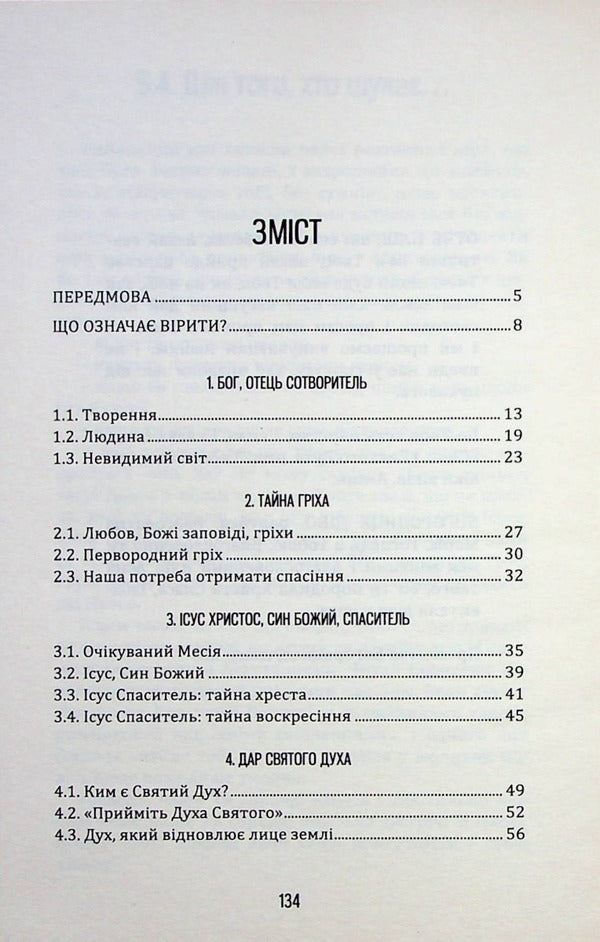 ЗМІСТ
ПЕРЕДМОВА.......................................................................5
ЩО ОЗНАЧАЄ ВІРИТИ?.......................................................8
1. БОГ, ОТЕЦЬ СОТВОРИТЕЛЬ
1.1. Творення.....................................................................13
1.2. Людина.......................................................................19
1.3. Невидимий світ...........................................................23
2. ТАЙНА ГРІХА
2.1. Любов, Божі заповіді, гріхи.........................................27
2.2. Первородний гріх........................................................30
2.3. Наша потреба отримати спасіння................................32
3. ІСУС ХРИСТОС, СИН БОЖИЙ, СПАСИТЕЛЬ
3.1. Очікуваний Месія........................................................35
3.2. Ісус, Син Божий..........................................................39
3.3. Ісус Спаситель: тайна хреста.......................................41
3.4. Ісус Спаситель: тайна воскресіння..............................45
4. ДАР СВЯТОГО ДУХА
4.1. Ким є Святий Дух?......................................................49
4.2. «Прийміть Духа Святого»............................................52
4.3. Дух, який відновлює лице землі..................................56
134